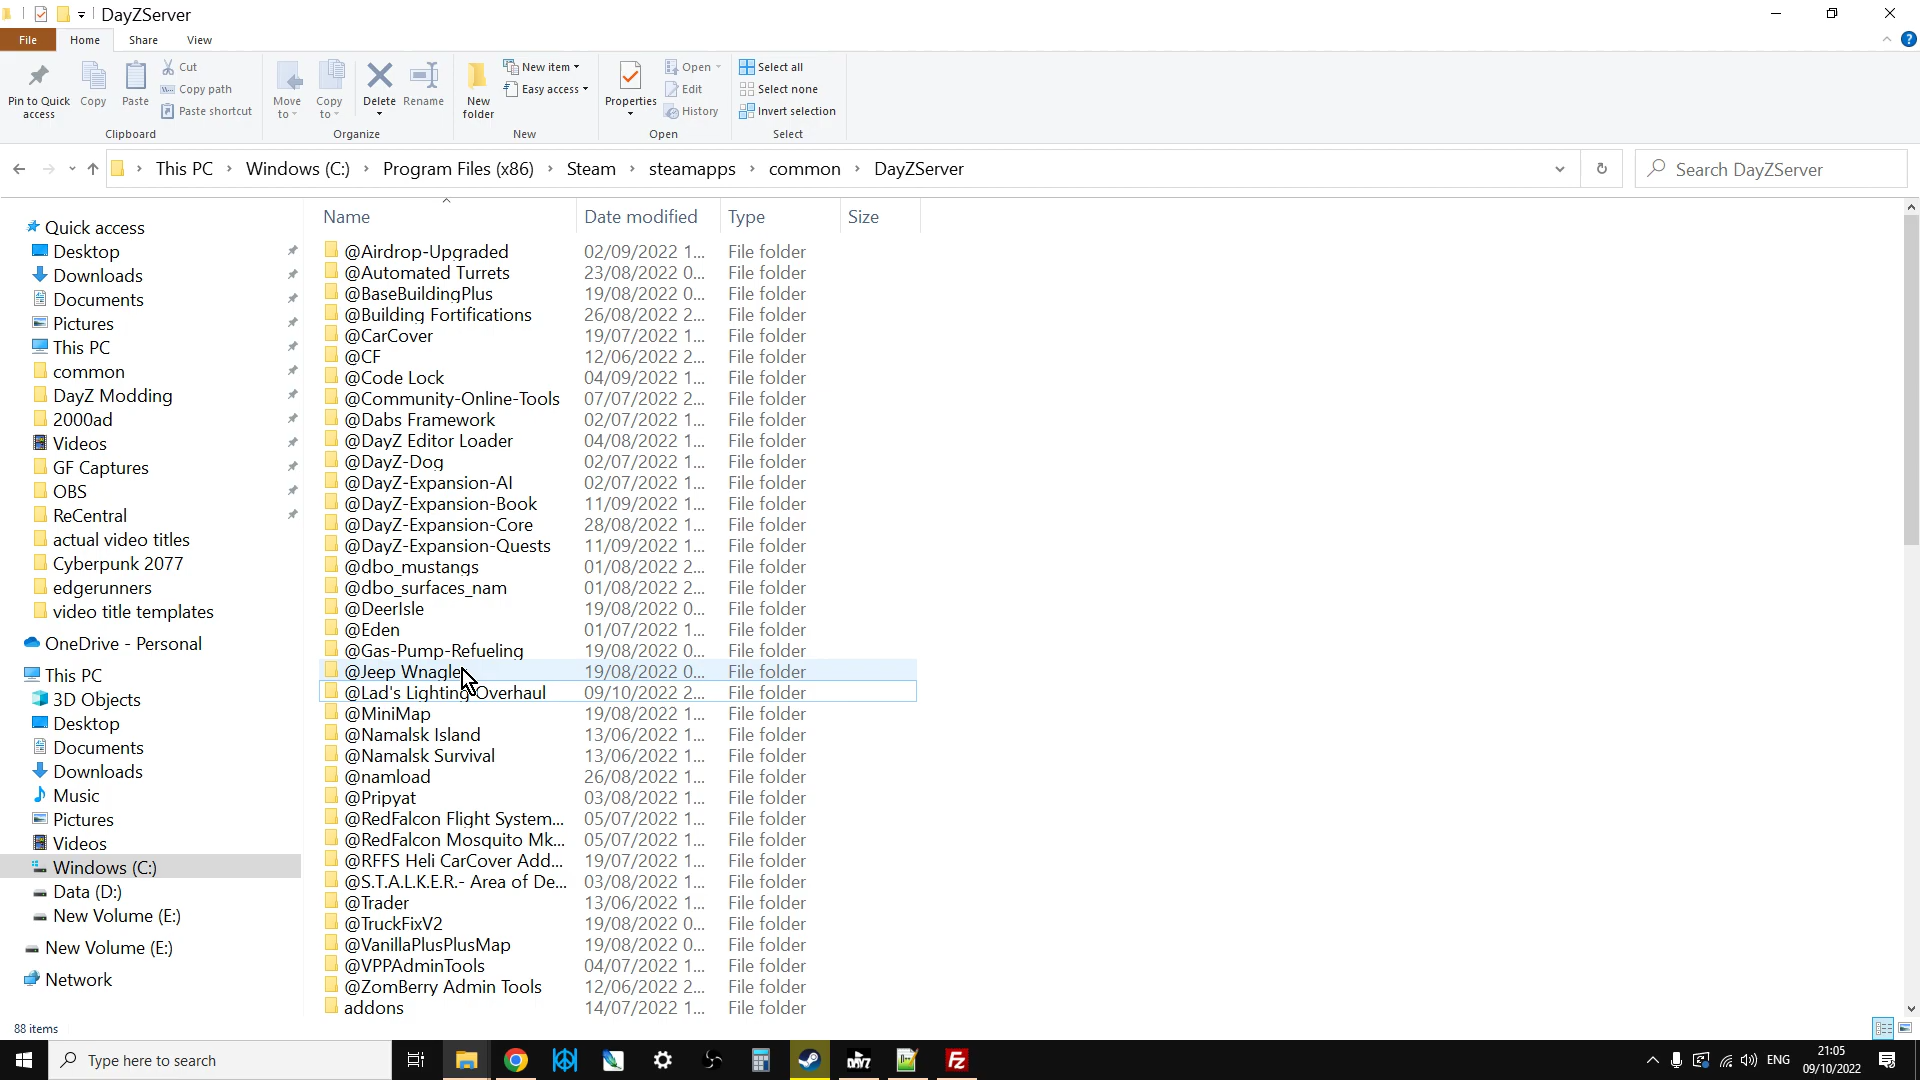 DayZServer
File Home Share View
Pin to Quick access
Copy
Paste
Cut
Copy path
Paste shortcut
Clipboard
Move to
Copy to
Delete
Rename
Organize
New folder
New item
Easy access
New
Properties
Open
Edit
History
Open
Select all
Select none
Invert selection
Select
This PC Windows (C:) Program Files (x86) Steam steamapps common DayZServer
Search DayZServer
Quick access
Desktop
Downloads
Documents
Pictures
This PC
common
DayZ Modding
2000ad
Videos
GF Captures
OBS
ReCentral
actual video titles
Cyberpunk 2077
edgerunners
video title templates
OneDrive - Personal
This PC
3D Objects
Desktop
Documents
Downloads
Music
Pictures
Videos
Windows (C:)
Data (D:)
New Volume (E:)
New Volume (E:)
Network
Name Date modified Type Size
@Airdrop-Upgraded 02/09/2022 1... File folder
@Automated Turrets 23/08/2022 0... File folder
@BaseBuildingPlus 19/08/2022 0... File folder
@Building Fortifications 26/08/2022 2... File folder
@CarCover 19/07/2022 1... File folder
@CF 12/06/2022 2... File folder
@Code Lock 04/09/2022 1... File folder
@Community-Online-Tools 07/07/2022 2... File folder
@Dabs Framework 02/07/2022 1... File folder
@DayZ Editor Loader 04/08/2022 1... File folder
@DayZ-Dog 02/07/2022 1... File folder
@DayZ-Expansion-AI 02/07/2022 1... File folder
@DayZ-Expansion-Book 11/09/2022 1... File folder
@DayZ-Expansion-Core 28/08/2022 1... File folder
@DayZ-Expansion-Quests 11/09/2022 1... File folder
@dbo_mustangs 01/08/2022 2... File folder
@dbo_surfaces_nam 01/08/2022 2... File folder
@DeerIsle 19/08/2022 0... File folder
@Eden 01/07/2022 1... File folder
@Gas-Pump-Refueling 19/08/2022 0... File folder
@Jeep Wnagle 19/08/2022 0... File folder
@Lad's Lighting Overhaul 09/10/2022 2... File folder
@MiniMap 19/08/2022 1... File folder
@Namalsk Island 13/06/2022 1... File folder
@Namalsk Survival 13/06/2022 1... File folder
@namload 26/08/2022 1... File folder
@Pripyat 03/08/2022 1... File folder
@RedFalcon Flight System... 05/07/2022 1... File folder
@RedFalcon Mosquito Mk... 05/07/2022 1... File folder
@RFFS Heli CarCover Add... 19/07/2022 1... File folder
@S.T.A.L.K.E.R.- Area of De... 03/08/2022 1... File folder
@Trader 13/06/2022 1... File folder
@TruckFixV2 19/08/2022 0... File folder
@VanillaPlusPlusMap 19/08/2022 0... File folder
@VPPAdminTools 04/07/2022 1... File folder
@ZomBerry Admin Tools 12/06/2022 2... File folder
addons 14/07/2022 1... File folder
88 items
Type here to search
DAYZ
FZ
ENG
21:05
09/10/2022